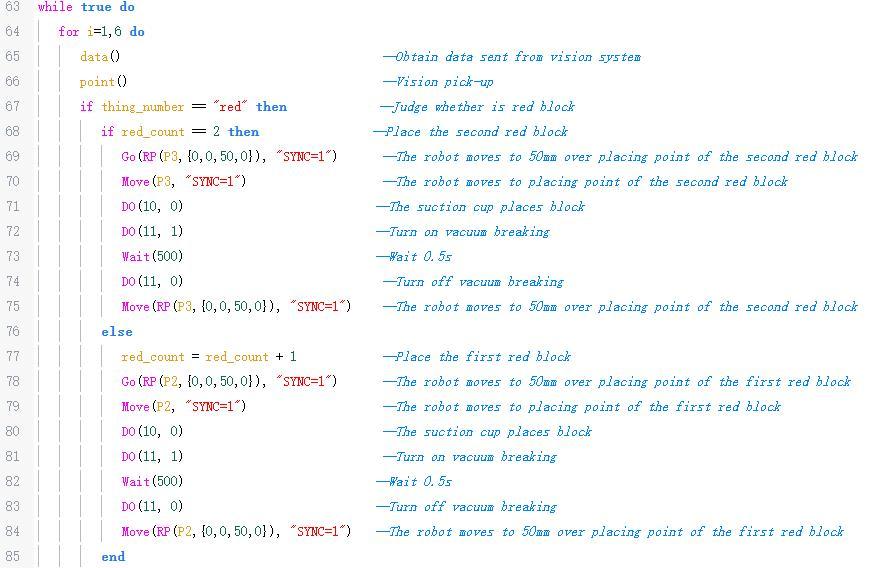 63 while true do
64 for i=1,6 do
65 data() --Obtain data sent from vision system
66 point() --Vision pick-up
67 if thing_number == "red" then --Judge whether is red block
68 if red_count == 2 then --Place the second red block
69 Go(RP(P3,{0,0,50,0}), "SYNC=1") --The robot moves to 50mm over placing point of the second red block
70 Move(P3, "SYNC=1") --The robot moves to placing point of the second red block
71 DO(10, 0) --The suction cup places block
72 DO(11, 1) --Turn on vacuum breaking
73 Wait(500) --Wait 0.5s
74 DO(11, 0) --Turn off vacuum breaking
75 Move(RP(P3,{0,0,50,0}), "SYNC=1") --The robot moves to 50mm over placing point of the second red block
76 else
77 red_count = red_count + 1 --Place the first red block
78 Go(RP(P2,{0,0,50,0}), "SYNC=1") --The robot moves to 50mm over placing point of the first red block
79 Move(P2, "SYNC=1") --The robot moves to placing point of the first red block
80 DO(10, 0) --The suction cup places block
81 DO(11, 1) --Turn on vacuum breaking
82 Wait(500) --Wait 0.5s
83 DO(11, 0) --Turn off vacuum breaking
84 Move(RP(P2,{0,0,50,0}), "SYNC=1") --The robot moves to 50mm over placing point of the first red block
85 end